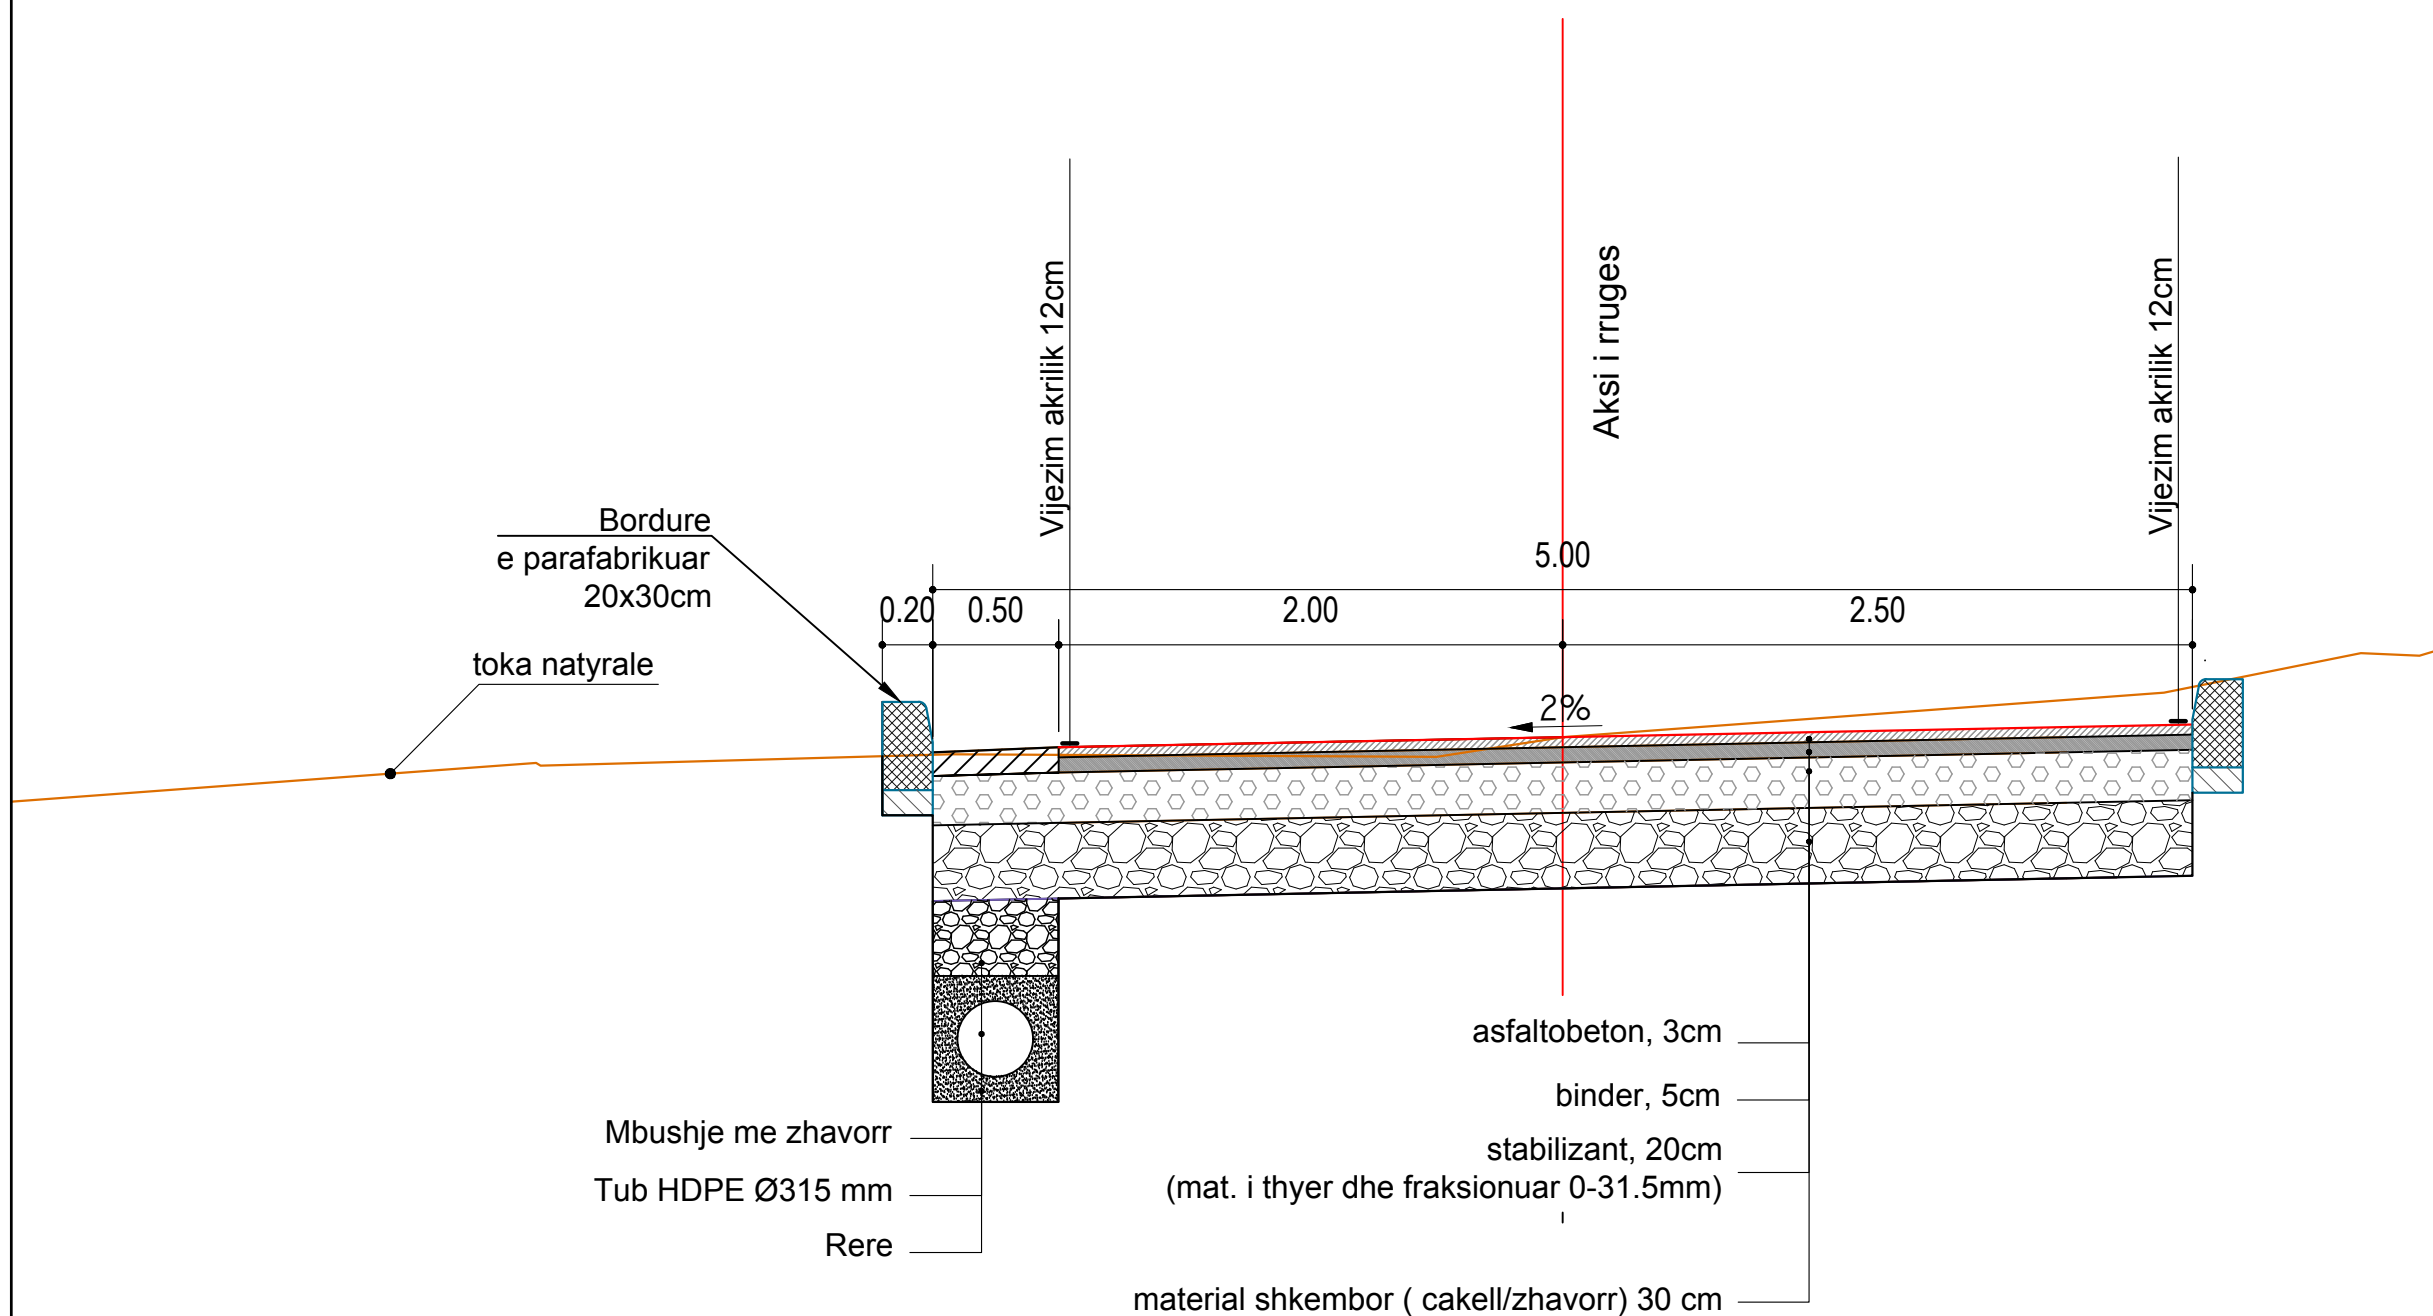 Vijezim akrilik 12cm
Aksi i rruges
Vijezim akrilik 12cm
Bordure
e parafabrikuar
20x30cm
5.00
0.20
0.50
2.00
2.50
toka natyrale
2%
asfaltobeton, 3cm
binder, 5cm
stabilizant, 20cm
(mat. i thyer dhe fraksionuar 0-31.5mm)
material shkembor ( cakell/zhavorr) 30 cm
Mbushje me zhavorr
Tub HDPE Ø315 mm
Rere